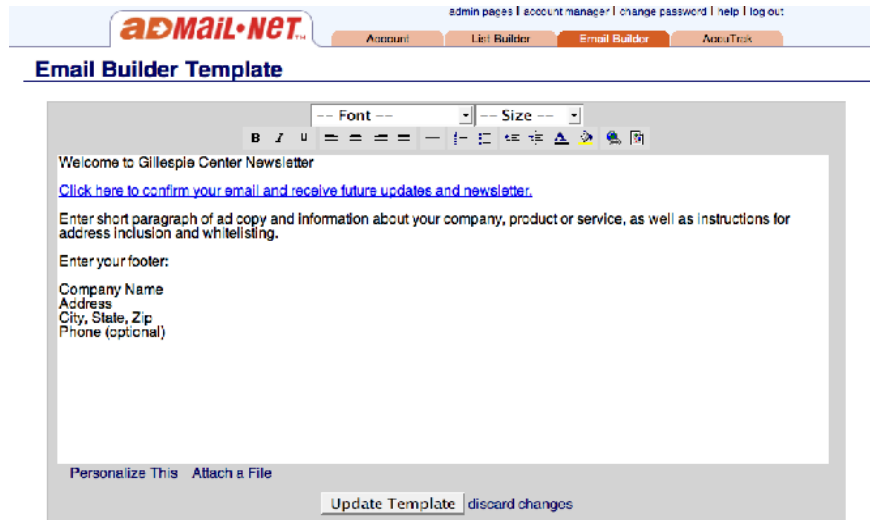 admin pages | account manager | change password | help | log out
aDmail•NeT™
Account List Builder Email Builder AccuTrak
Email Builder Template
-- Font -- -- Size --
B I U
Welcome to Gillespie Center Newsletter
Click here to confirm your email and receive future updates and newsletter.
Enter short paragraph of ad copy and information about your company, product or service, as well as instructions for
address inclusion and whitelisting.
Enter your footer:
Company Name
Address
City, State, Zip
Phone (optional)
Personalize This Attach a File
Update Template discard changes